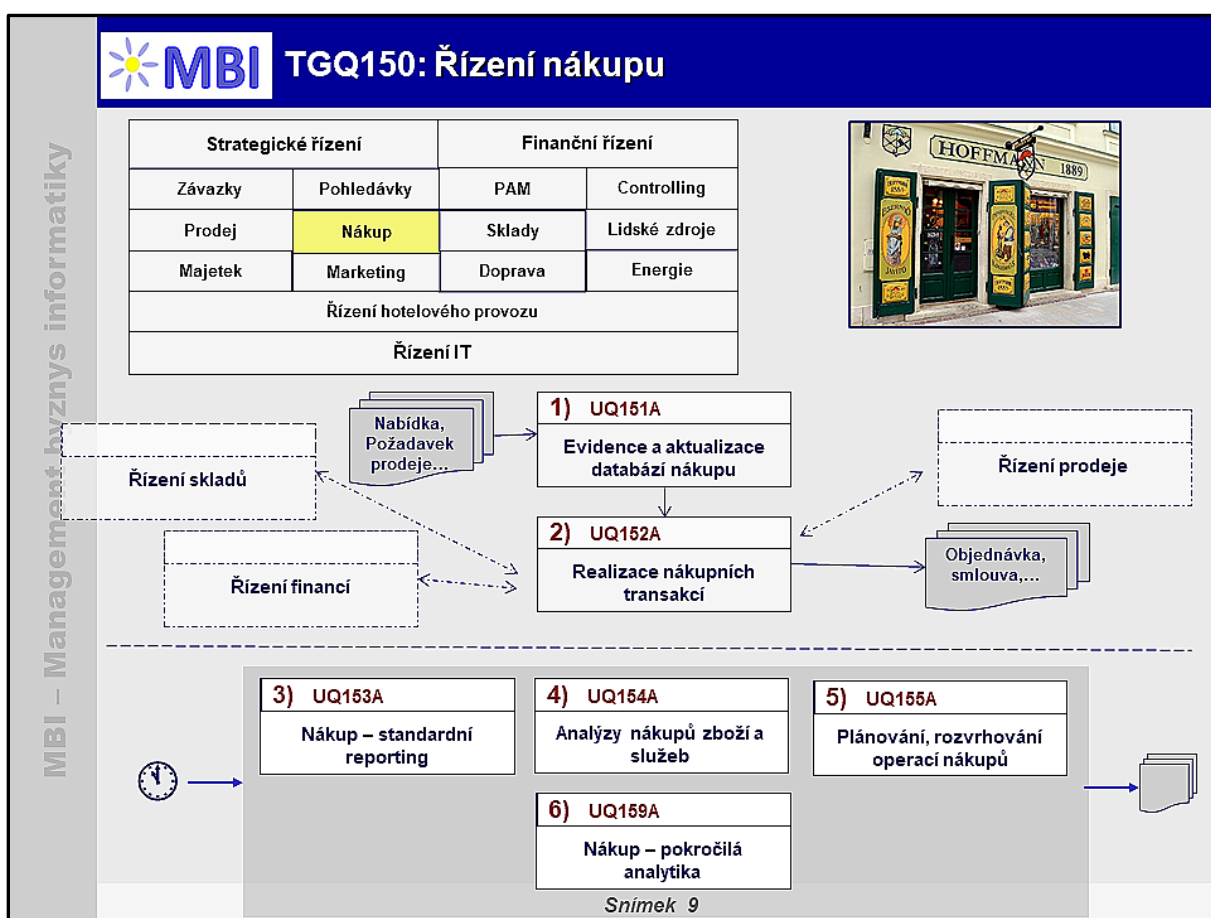 MBI
TGQ150: Řízení nákupu
MBI – Management byznys informatiky
Strategické řízení
Finanční řízení
Závazky
Pohledávky
PAM
Controlling
Prodej
Nákup
Sklady
Lidské zdroje
Majetek
Marketing
Doprava
Energie
Řízení hotelového provozu
Řízení IT
HOFFMANN 1889
Nabídka,
Požadavek
prodeje...
1) UQ151A
Evidence a aktualizace
databází nákupu
Řízení skladů
Řízení prodeje
2) UQ152A
Realizace nákupních
transakcí
Řízení financí
Objednávka,
smlouva,...
3) UQ153A
Nákup – standardní
reporting
4) UQ154A
Analýzy nákupů zboží a
služeb
5) UQ155A
Plánování, rozvrhování
operací nákupů
6) UQ159A
Nákup – pokročilá
analytika
Snímek 9